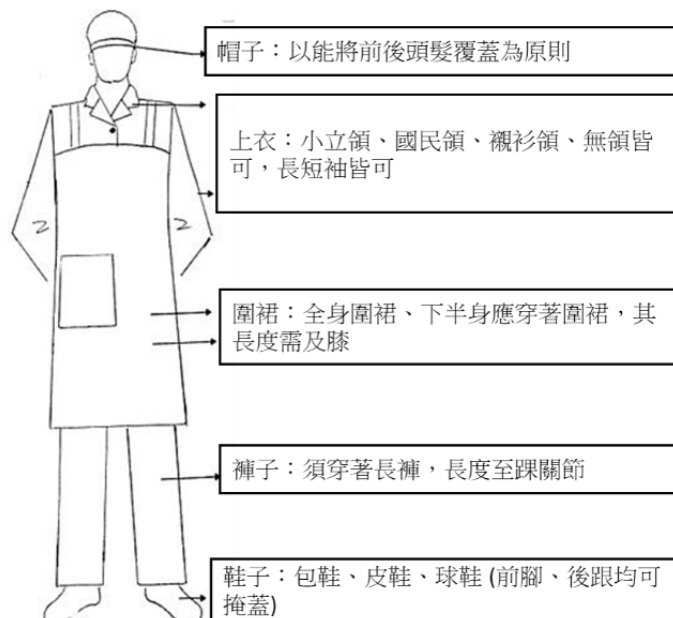 帽子：以能將前後頭髮覆蓋為原則
上衣：小立領、國民領、襯衫領、無領皆
可，長短袖皆可
圍裙：全身圍裙、下半身應穿著圍裙，其
長度需及膝
褲子：須穿著長褲，長度至踝關節
鞋子：包鞋、皮鞋、球鞋 (前腳、後跟均可
掩蓋)